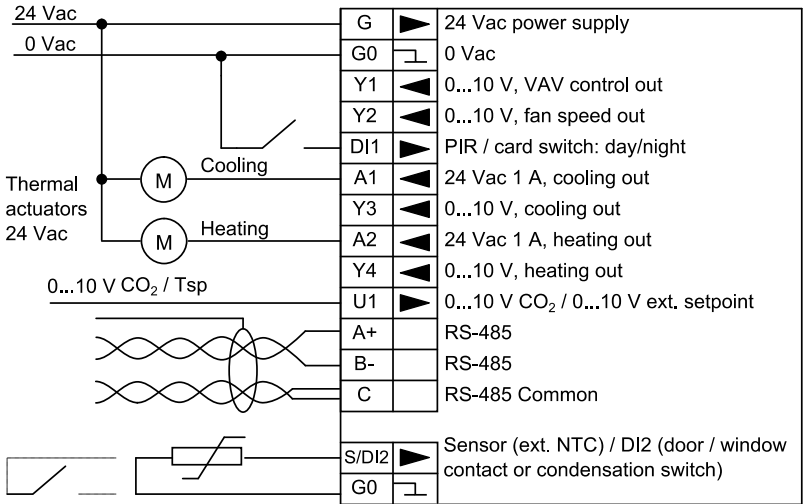 24 Vac
G 24 Vac power supply
0 Vac
G0 0 Vac
Y1 0...10 V, VAV control out
Y2 0...10 V, fan speed out
DI1 PIR / card switch: day/night
Thermal
actuators
24 Vac
M Cooling
A1 24 Vac 1 A, cooling out
Y3 0...10 V, cooling out
M Heating
A2 24 Vac 1 A, heating out
Y4 0...10 V, heating out
0...10 V CO₂ / Tsp
U1 0...10 V CO₂ / 0...10 V ext. setpoint
A+ RS-485
B- RS-485
C RS-485 Common
S/DI2 Sensor (ext. NTC) / DI2 (door / window
contact or condensation switch)
G0